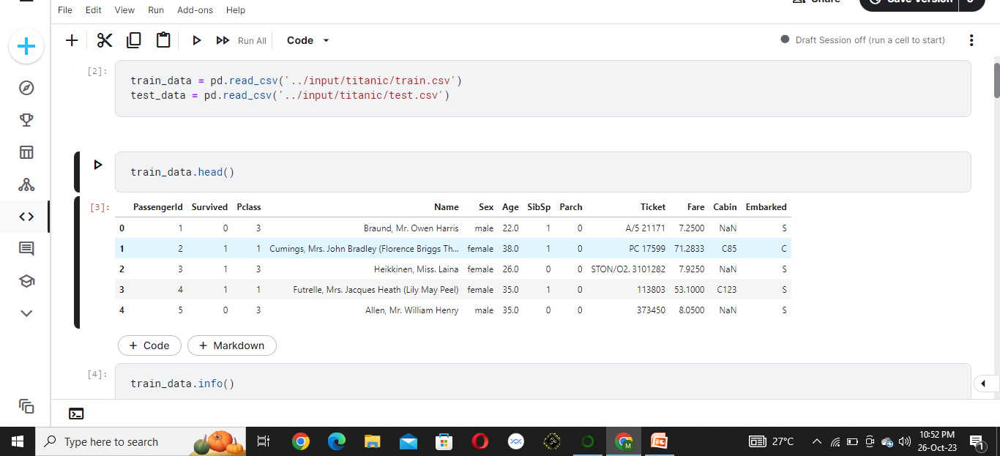 Share
Save Version
File Edit View Run Add-ons Help
Run All Code Draft Session off (run a cell to start)
[2]:
train_data = pd.read_csv('../input/titanic/train.csv')
test_data = pd.read_csv('../input/titanic/test.csv')
train_data.head()
[3]:
PassengerId Survived Pclass Name Sex Age SibSp Parch Ticket Fare Cabin Embarked
0 1 0 3 Braund, Mr. Owen Harris male 22.0 1 0 A/5 21171 7.2500 NaN S
1 2 1 1 Cumings, Mrs. John Bradley (Florence Briggs Th... female 38.0 1 0 PC 17599 71.2833 C85 C
2 3 1 3 Heikkinen, Miss. Laina female 26.0 0 0 STON/O2. 3101282 7.9250 NaN S
3 4 1 1 Futrelle, Mrs. Jacques Heath (Lily May Peel) female 35.0 1 0 113803 53.1000 C123 S
4 5 0 3 Allen, Mr. William Henry male 35.0 0 0 373450 8.0500 NaN S
+ Code + Markdown
[4]:
train_data.info()
Type here to search
27°C
10:52 PM
26-Oct-23
1